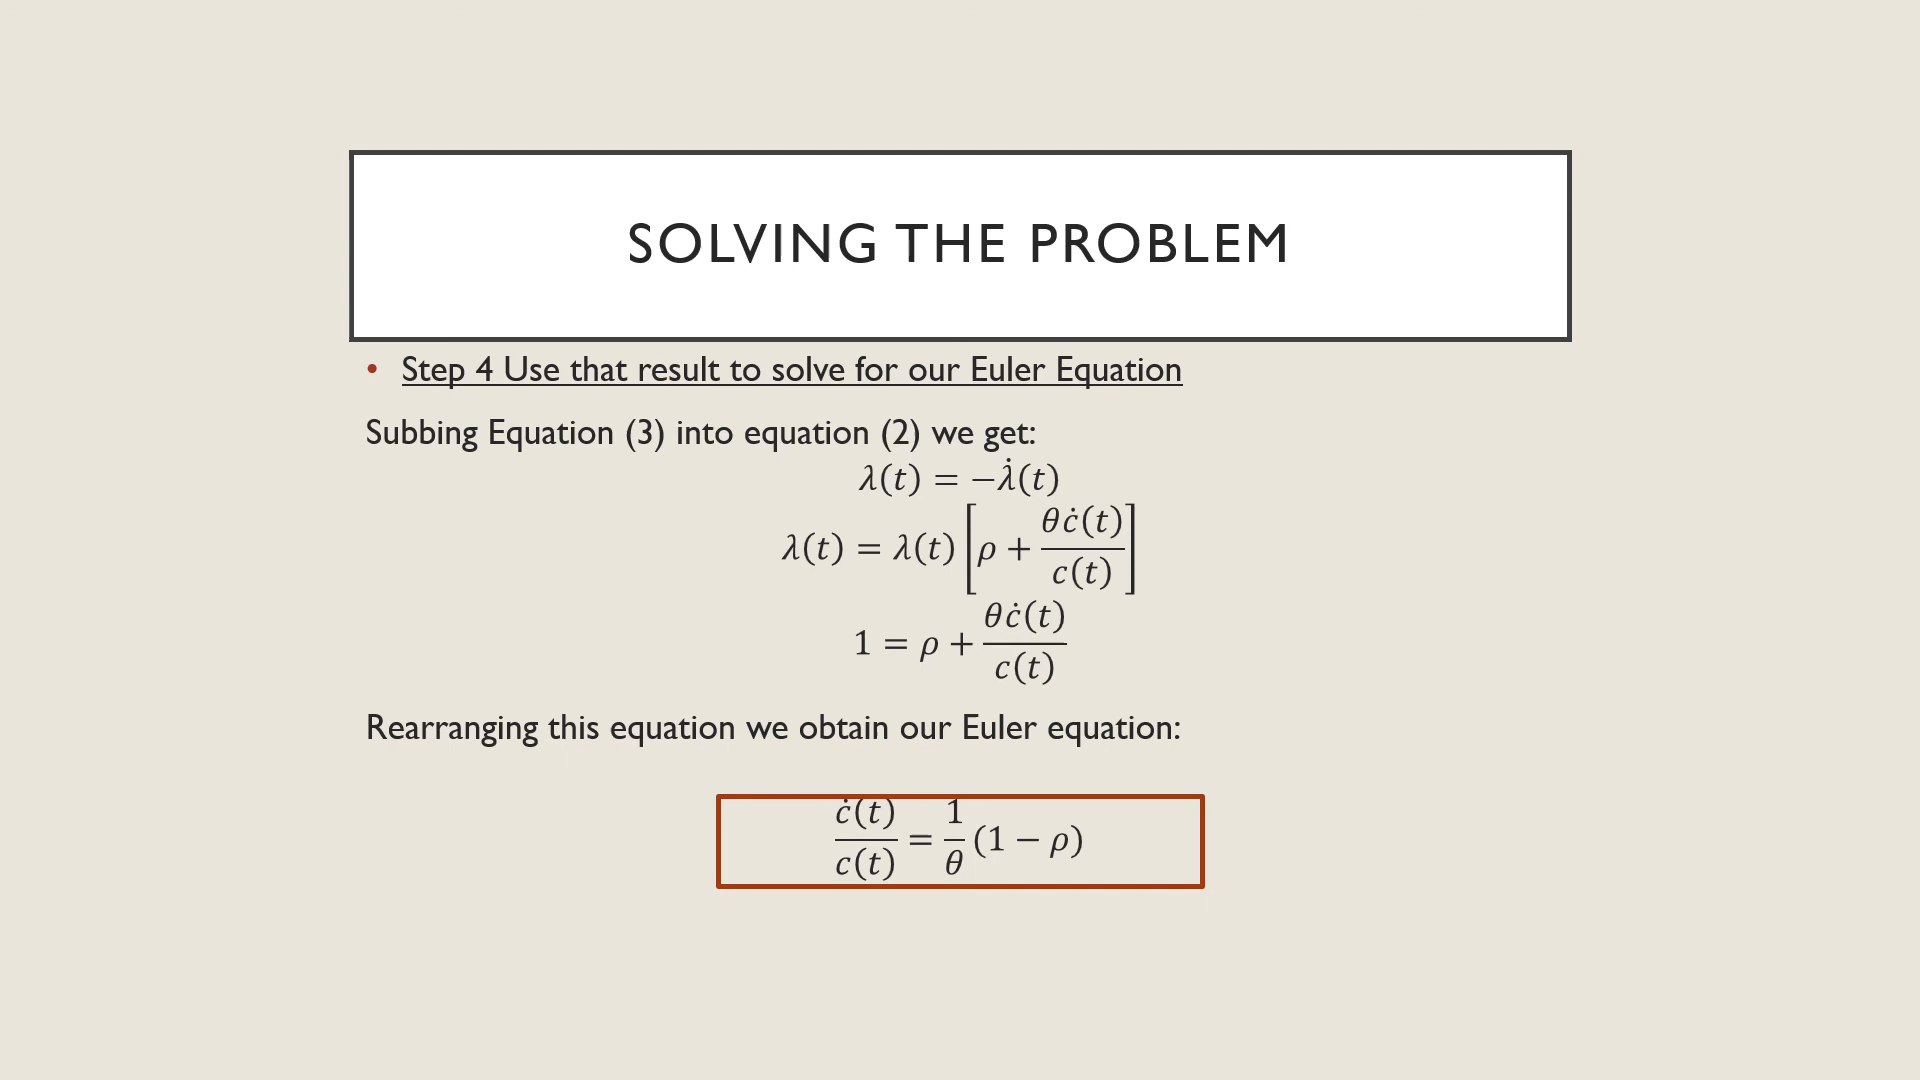 SOLVING THE PROBLEM
• Step 4 Use that result to solve for our Euler Equation
Subbing Equation (3) into equation (2) we get:
λ(t) = −λ̇(t)
λ(t) = λ(t) [ρ + θċ(t)/c(t)]
1 = ρ + θċ(t)/c(t)
Rearranging this equation we obtain our Euler equation:
ċ(t)/c(t) = 1/θ (1 − ρ)